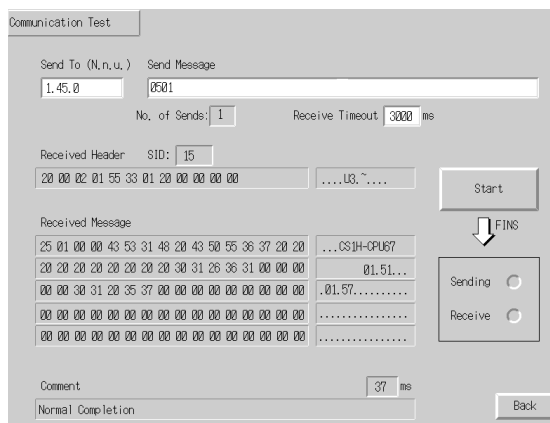 Communication Test
Send To (N.n.u.) Send Message
1.45.0 0501
No. of Sends: 1 Receive Timeout 3000 ms
Received Header SID: 15
20 00 02 01 55 33 01 20 00 00 00 00 ....U3.~....
Start
FINS
Received Message
25 01 00 00 43 53 31 48 20 43 50 55 36 37 20 20 ...CS1H-CPU67
20 20 20 20 20 20 20 20 30 31 26 36 31 00 00 00 01.51...
00 00 30 31 20 35 37 00 00 00 00 00 00 00 00 00 .01.57..........
00 00 00 00 00 00 00 00 00 00 00 00 00 00 00 00 ................
00 00 00 00 00 00 00 00 00 00 00 00 00 00 00 00 ................
Sending
Receive
Comment 37 ms
Normal Completion
Back